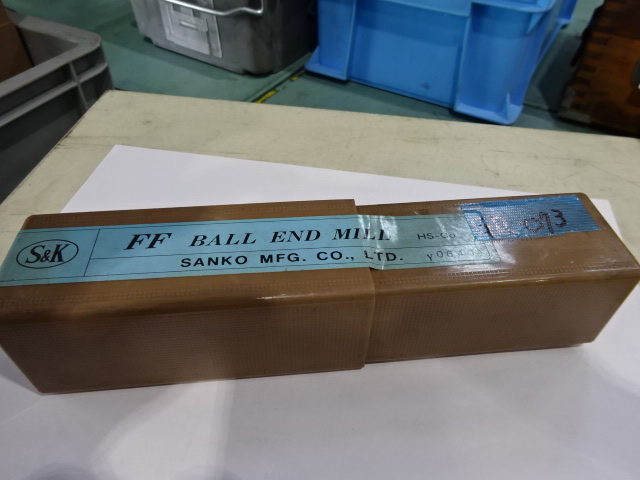 S&K
FF BALL END MILL HS-Co
SANKO MFG. CO., LTD.